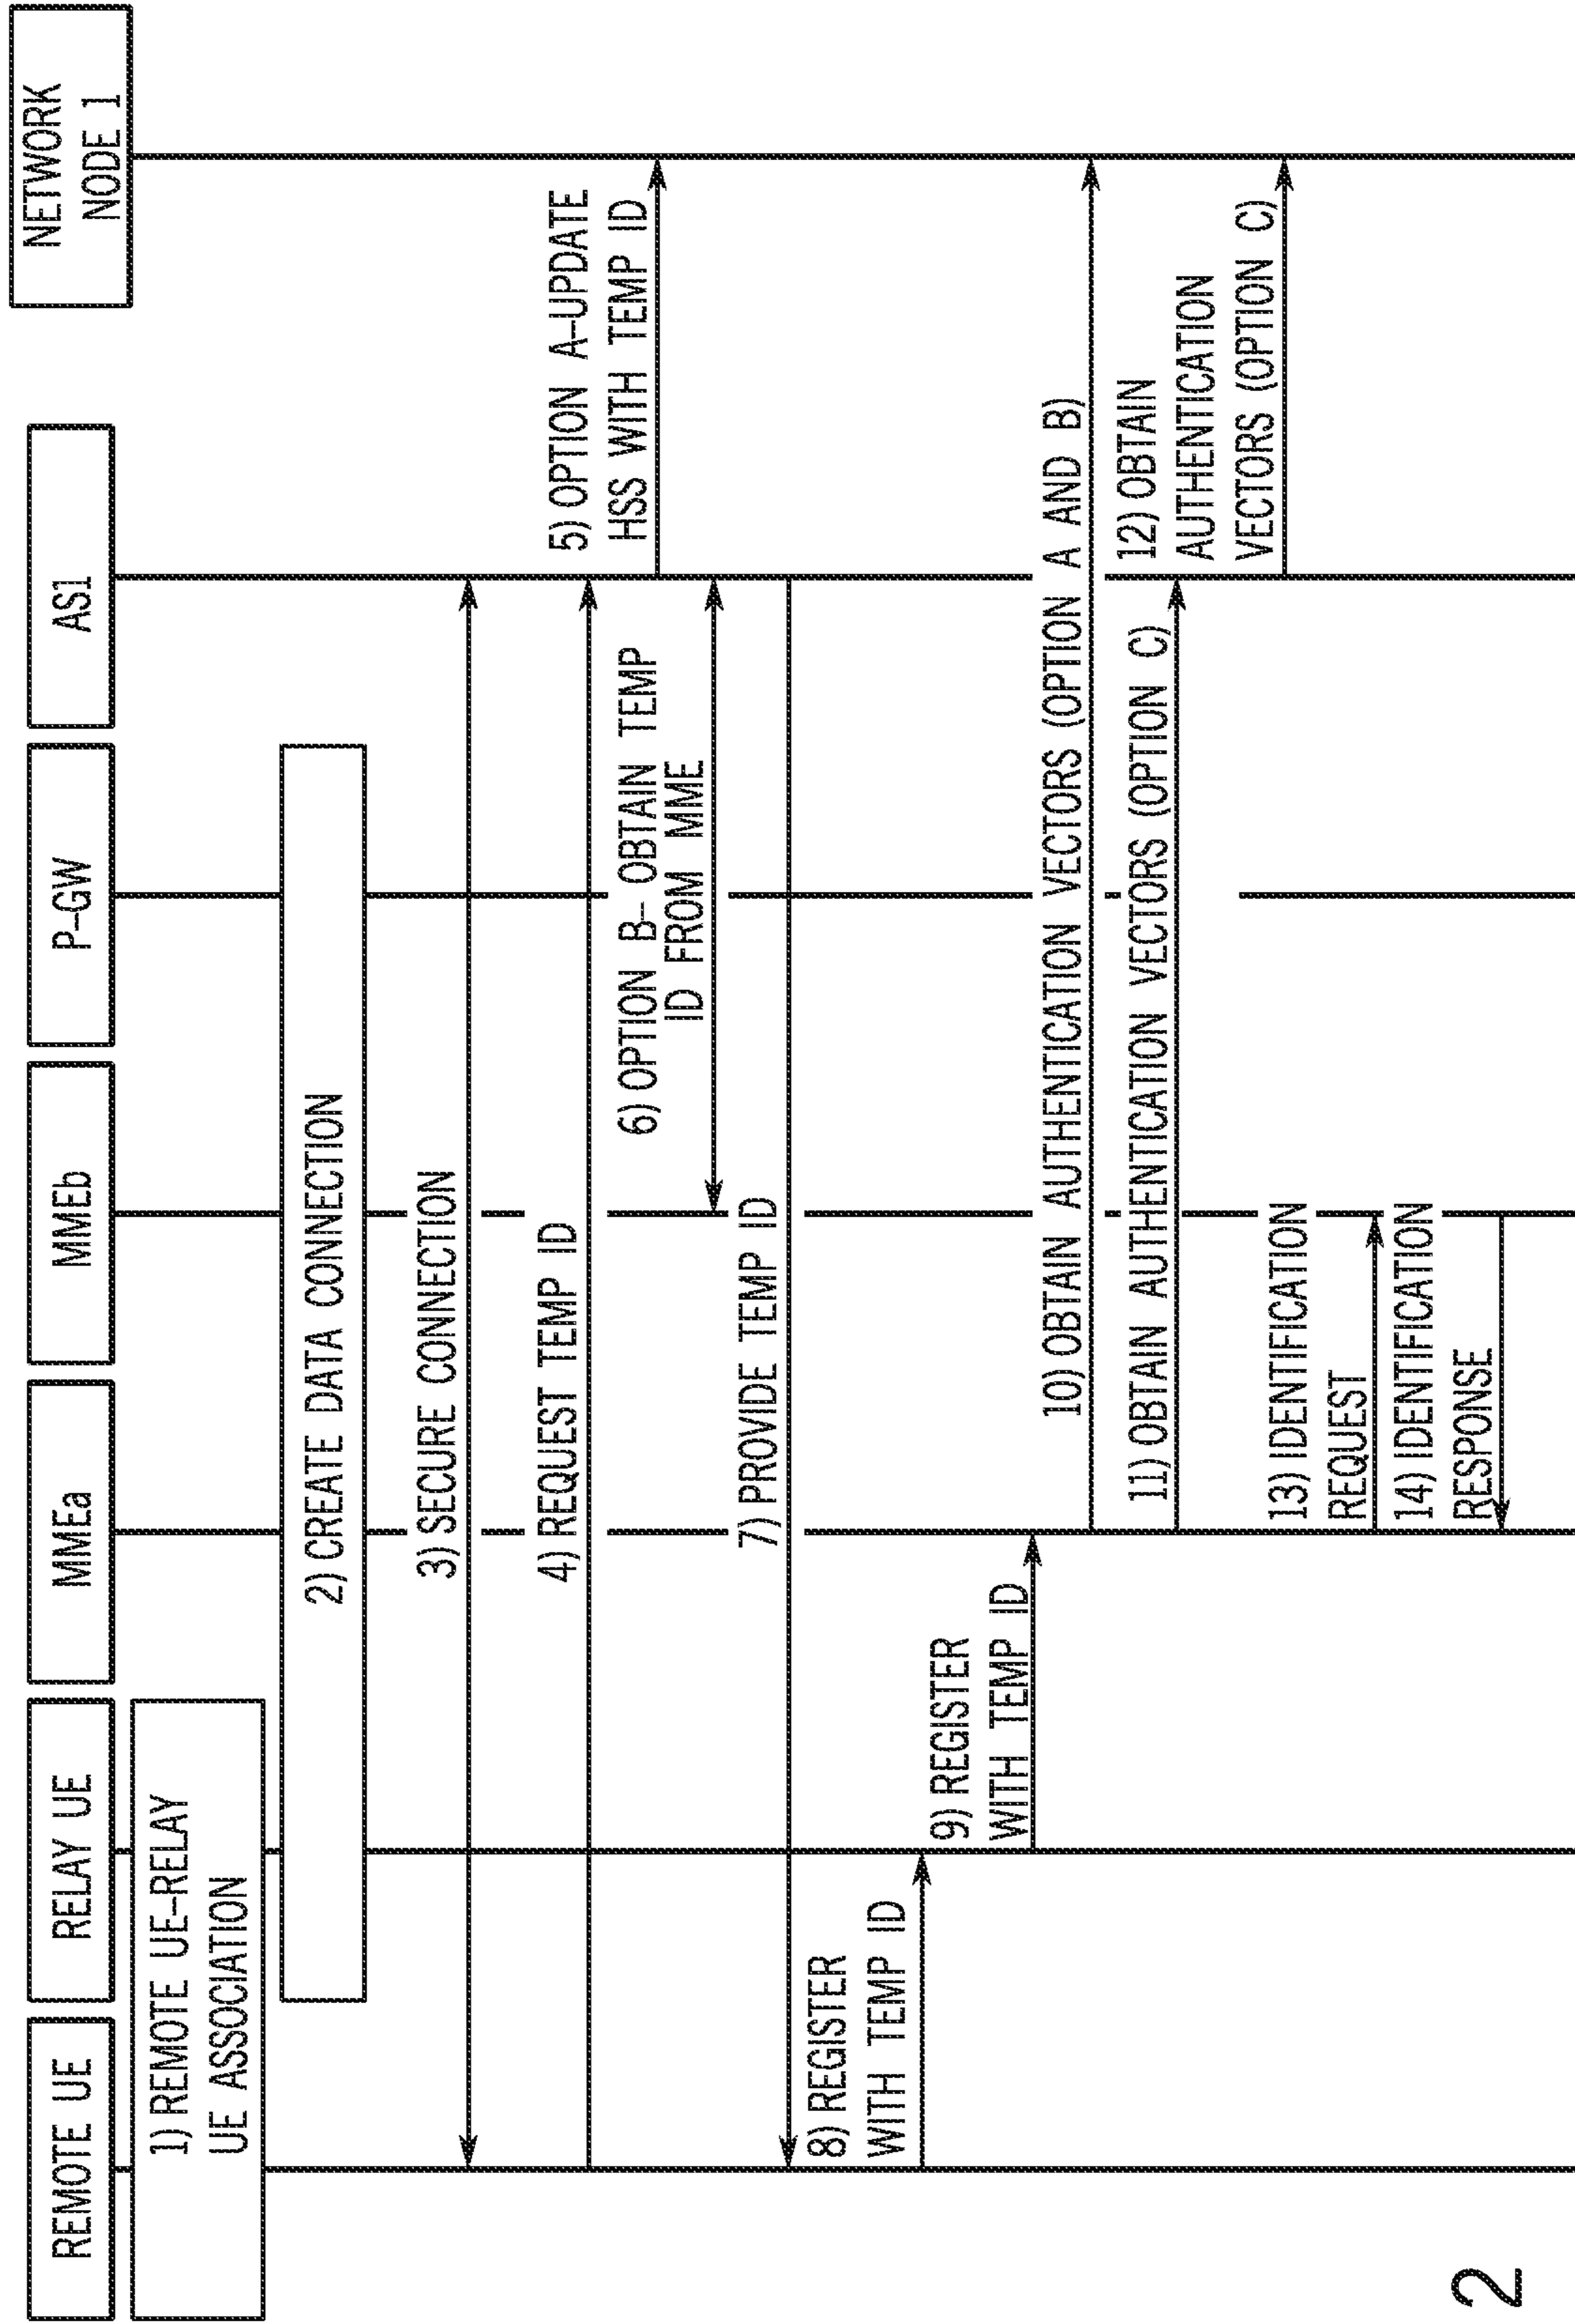 REMOTE UE
RELAY UE
MMEa
MMEb
P-GW
AS1
NETWORK
NODE 1
1) REMOTE UE-RELAY
UE ASSOCIATION
2) CREATE DATA CONNECTION
3) SECURE CONNECTION
4) REQUEST TEMP ID
5) OPTION A-UPDATE
HSS WITH TEMP ID
6) OPTION B- OBTAIN TEMP
ID FROM MME
7) PROVIDE TEMP ID
8) REGISTER
WITH TEMP ID
9) REGISTER
WITH TEMP ID
10) OBTAIN AUTHENTICATION VECTORS (OPTION A AND B)
11) OBTAIN AUTHENTICATION VECTORS (OPTION C)
12) OBTAIN
AUTHENTICATION
VECTORS (OPTION C)
13) IDENTIFICATION
REQUEST
14) IDENTIFICATION
RESPONSE
2